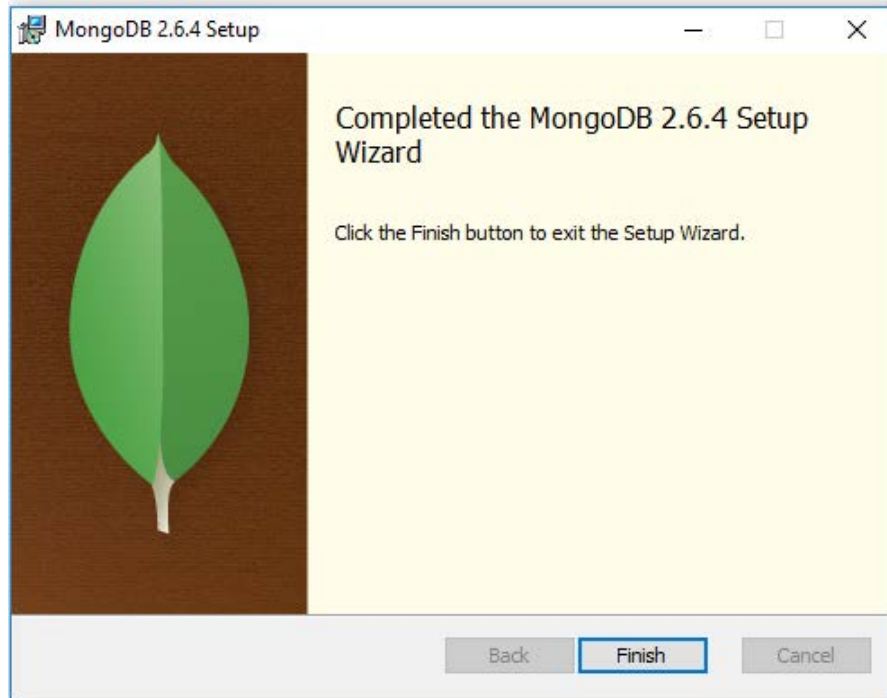 MongoDB 2.6.4 Setup
Completed the MongoDB 2.6.4 Setup
Wizard
Click the Finish button to exit the Setup Wizard.
Back Finish Cancel